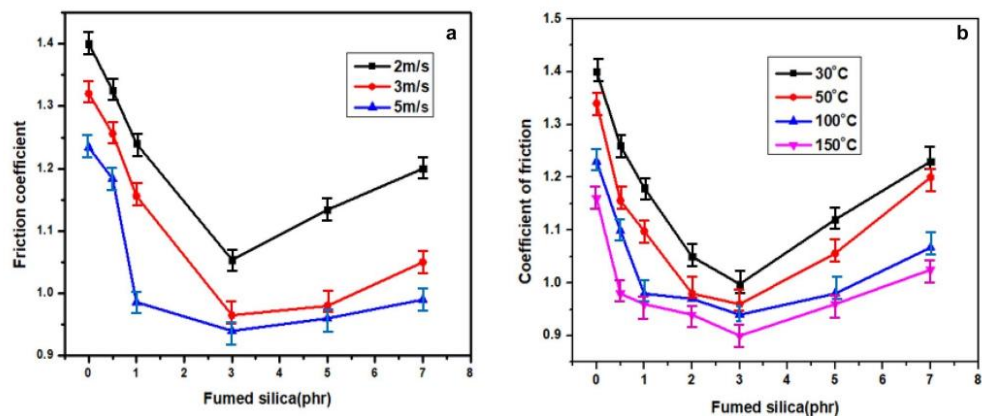 a
1.4
1.3
1.2
1.1
1.0
0.9
Friction coefficient
2m/s
3m/s
5m/s
0 1 2 3 4 5 6 7 8
Fumed silica(phr)
b
1.5
1.4
1.3
1.2
1.1
1.0
0.9
Coefficient of friction
30°C
50°C
100°C
150°C
0 1 2 3 4 5 6 7 8
Fumed silica(phr)